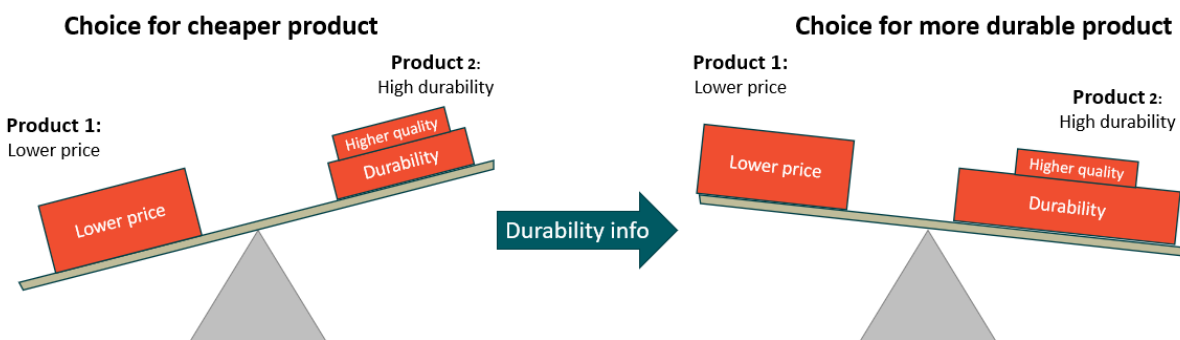 Choice for cheaper product
Product 2:
High durability
Product 1:
Lower price
Higher quality
Durability
Lower price
Durability info
Choice for more durable product
Product 1:
Lower price
Product 2:
High durability
Lower price
Higher quality
Durability